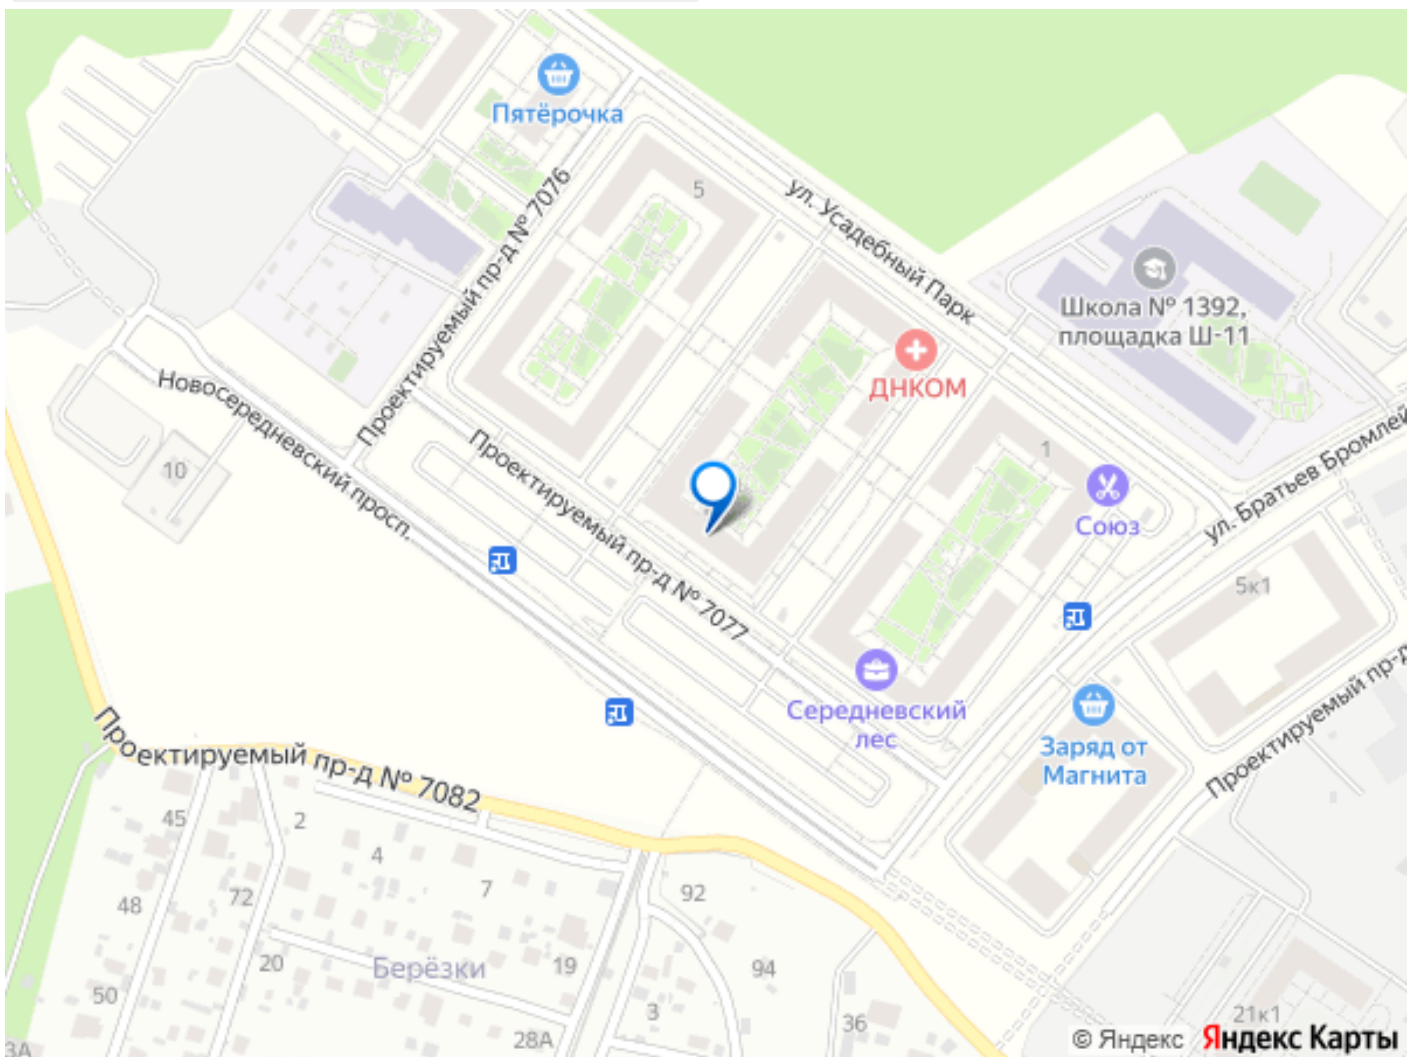 Пятёрочка
5
ул. Усадебный Парк
Проектируемый пр-д № 7076
Школа № 1392,
площадка Ш-11
ДНКОМ
Новосередневский просп.
10
Проектируемый пр-д № 7077
1
Союз
ул. Братьев Бромлей
5к1
Середневский
лес
Заряд от
Магнита
Проектируемый пр-д
Проектируемый пр-д № 7082
45
2
4
7
48
72
92
20
Берёзки
19
94
50
3
36
28А
3А
21к1
© Яндекс Яндекс Карты